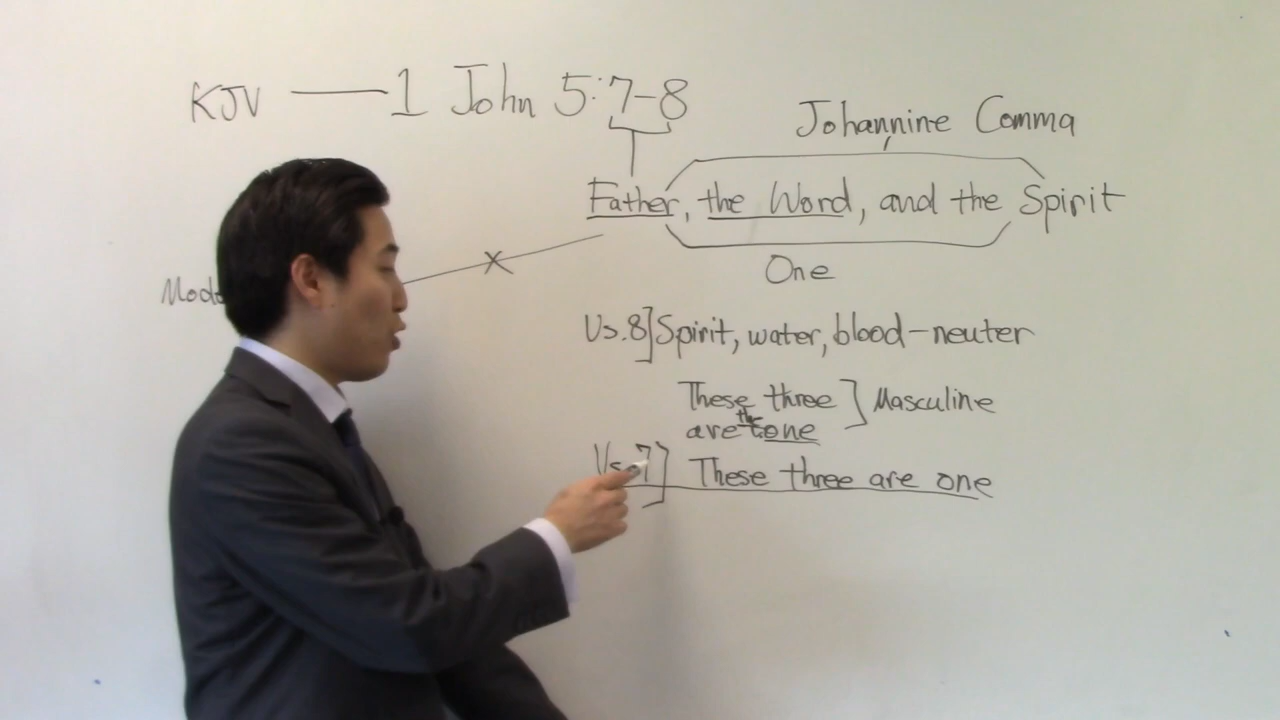 KJV — 1 John 5:7-8
Johannine Comma
Father, the Word, and the Spirit
One
Vs.8] Spirit, water, blood-neuter
These three ] Masculine
are the one
Vs.7] These three are one